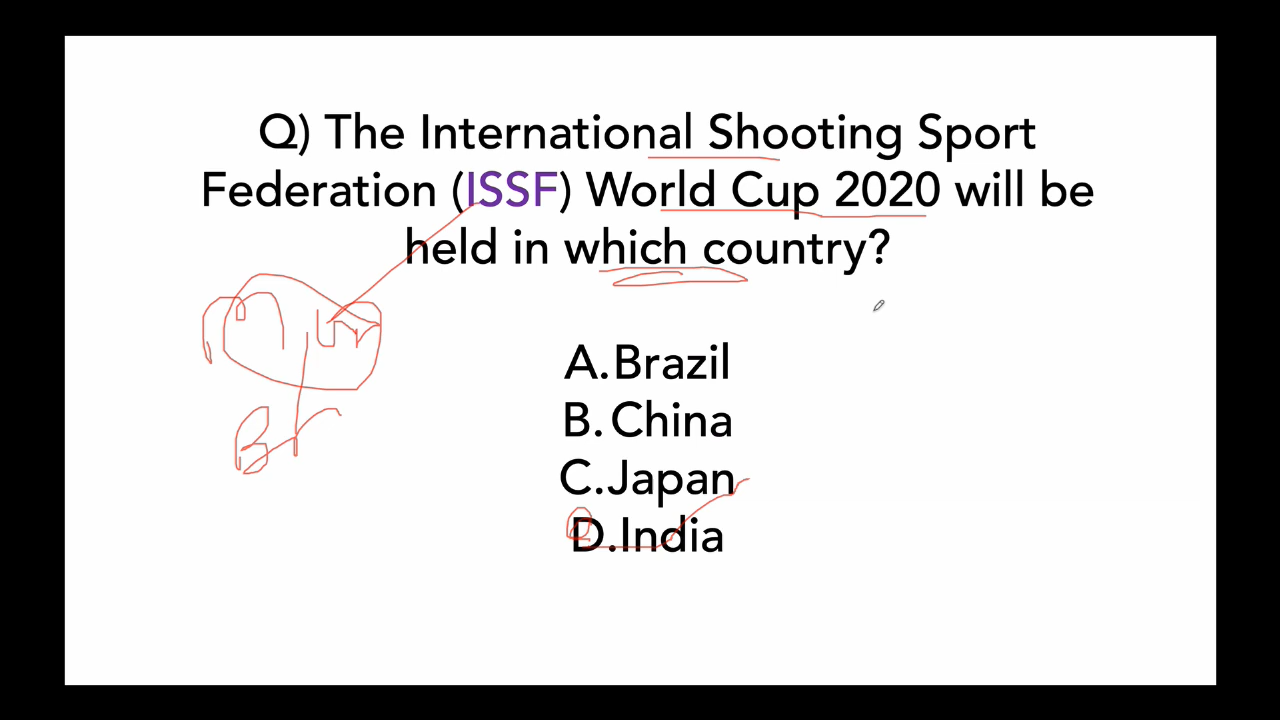 Q) The International Shooting Sport
Federation (ISSF) World Cup 2020 will be
held in which country?
A.Brazil
B. China
C.Japan
D.India